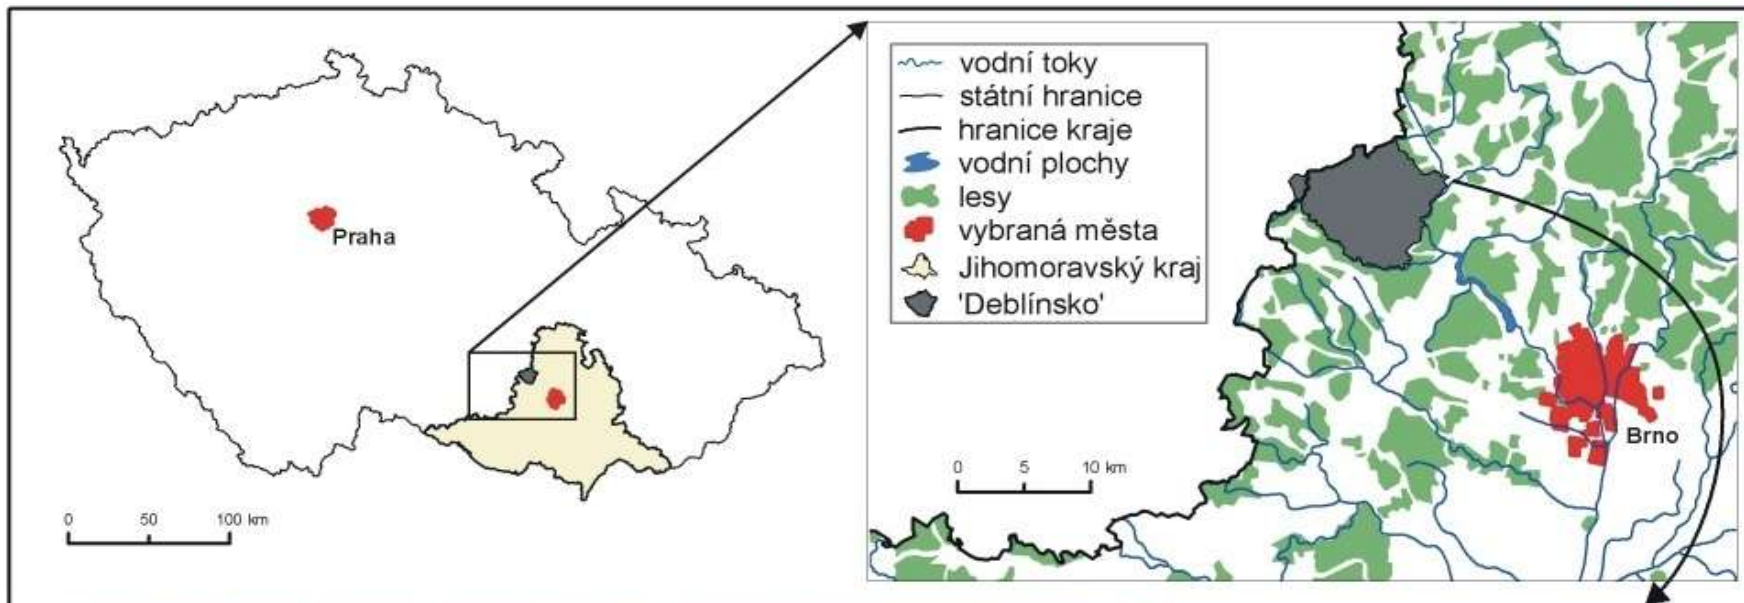 Praha
0 50 100 km
vodní toky
státní hranice
hranice kraje
vodní plochy
lesy
vybraná města
Jihomoravský kraj
'Deblínsko'
Brno
0 5 10 km